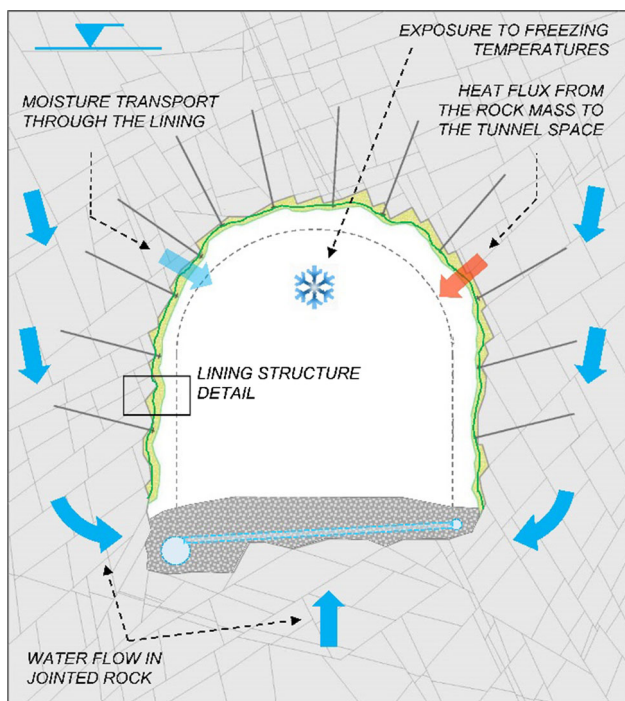 EXPOSURE TO FREEZING
TEMPERATURES
MOISTURE TRANSPORT
THROUGH THE LINING
HEAT FLUX FROM
THE ROCK MASS TO
THE TUNNEL SPACE
LINING STRUCTURE
DETAIL
WATER FLOW IN
JOINTED ROCK